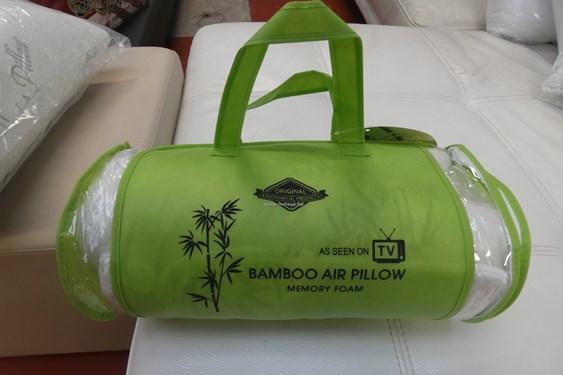 ORIGINAL
AS SEEN ON TV
BAMBOO AIR PILLOW
MEMORY FOAM